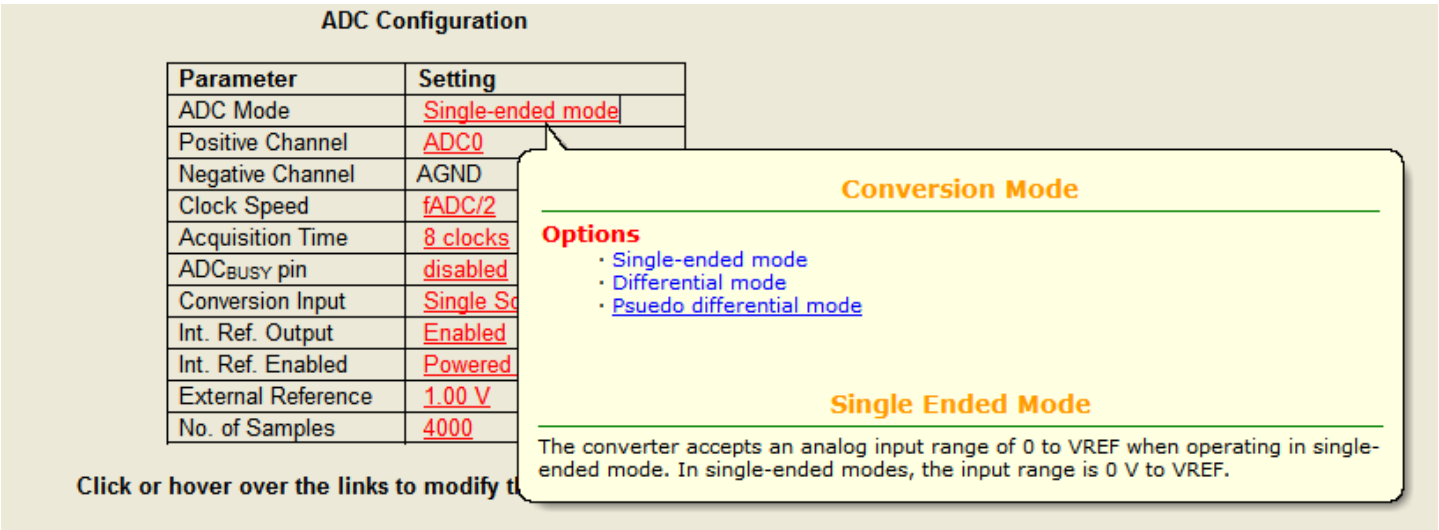 ADC Configuration
Parameter Setting
ADC Mode Single-ended mode
Positive Channel ADC0
Negative Channel AGND
Clock Speed fADC/2
Acquisition Time 8 clocks
ADCBUSY pin disabled
Conversion Input Single
Int. Ref. Output Enabled
Int. Ref. Enabled Powered
External Reference 1.00 V
No. of Samples 4000
Click or hover over the links to modify
Conversion Mode
Options
· Single-ended mode
· Differential mode
· Psuedo differential mode
Single Ended Mode
The converter accepts an analog input range of 0 to VREF when operating in single-
ended mode. In single-ended modes, the input range is 0 V to VREF.